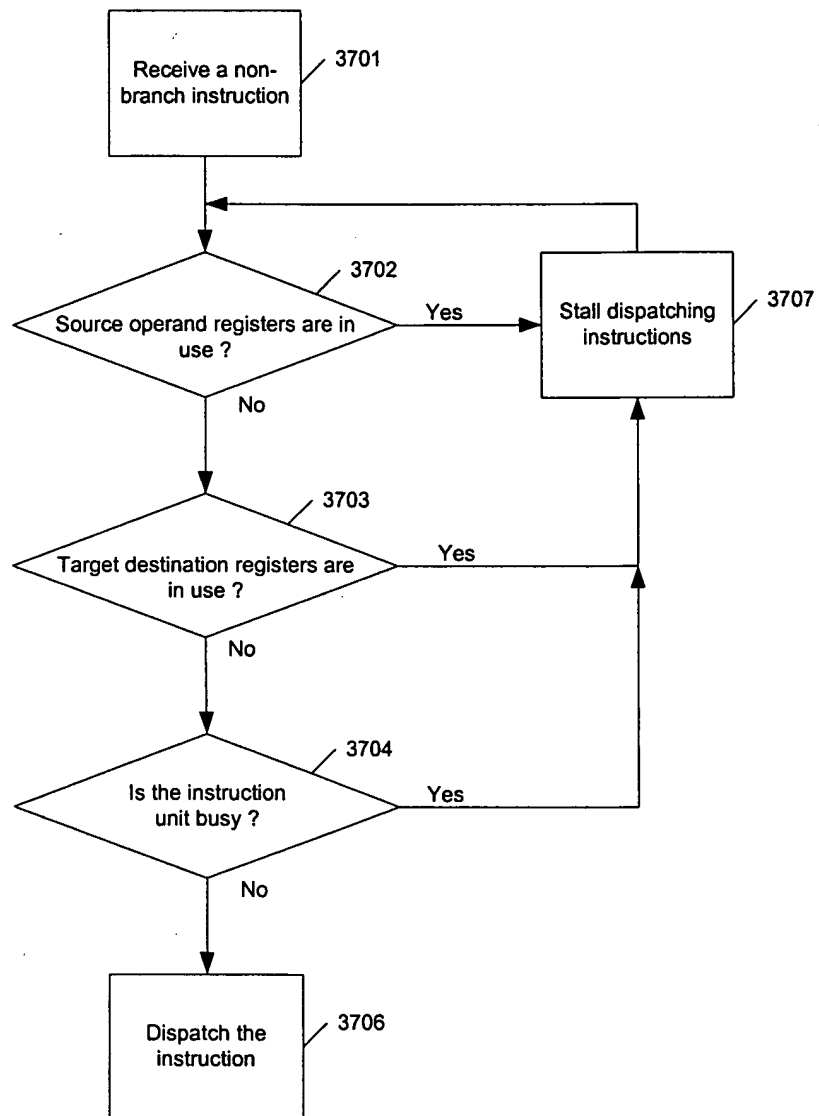 Receive a non-
branch instruction
3701
3702
Source operand registers are in
use ?
Yes
Stall dispatching
instructions
3707
No
3703
Target destination registers are
in use ?
Yes
No
3704
Is the instruction
unit busy ?
Yes
No
Dispatch the
instruction
3706